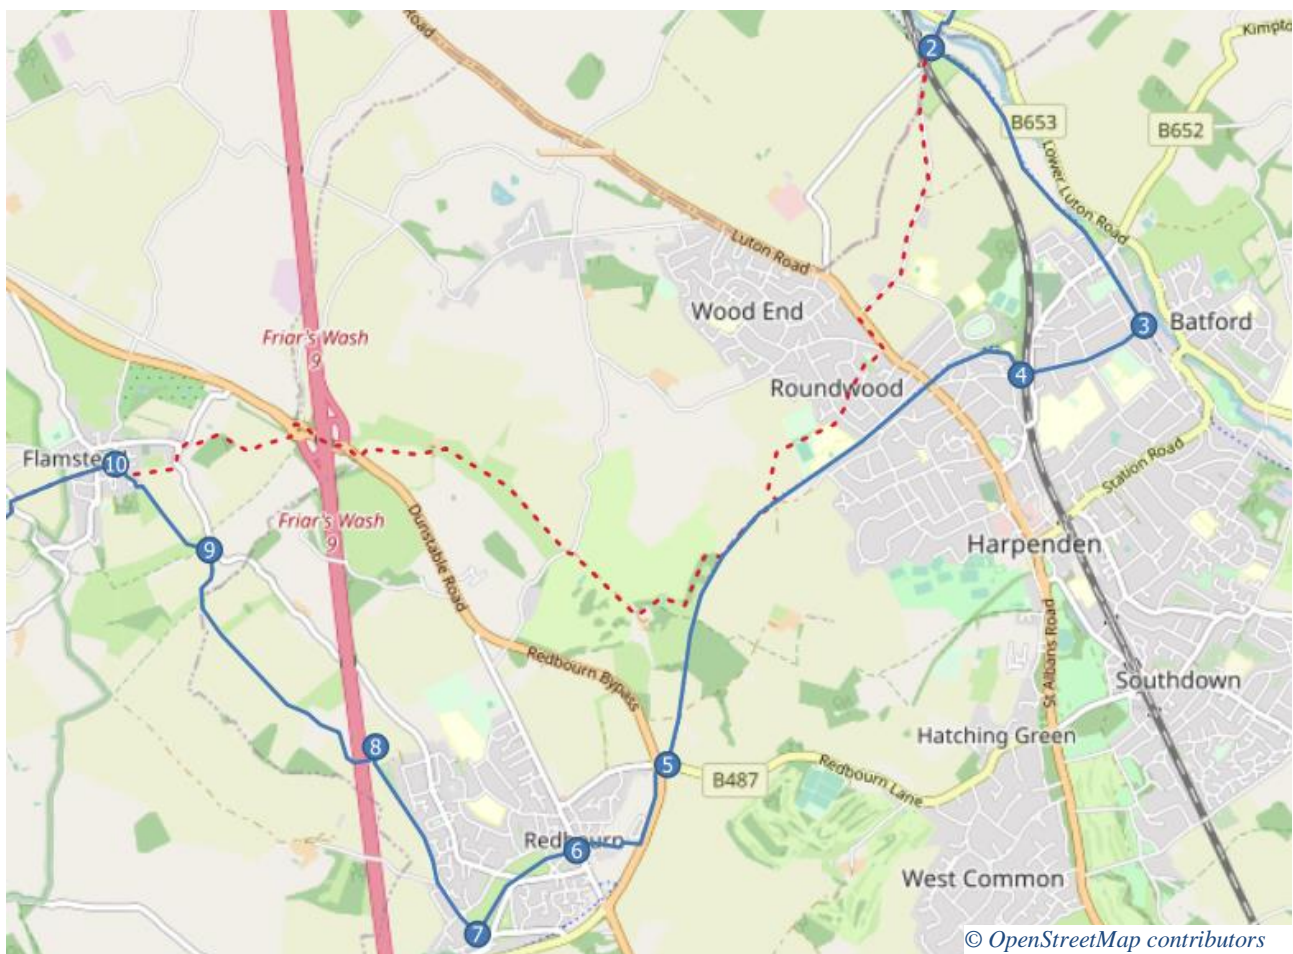 Road
2
Kimpto
B653
B652
Lower Luton Road
Luton Road
Wood End
3
Batford
Friar's Wash
9
4
Roundwood
Flamste
10
Station Road
Friar's Wash
9
Dunstable Road
9
Harpenden
St Albans Road
Redbourn Bypass
Southdown
8
Hatching Green
5
B487
Redbourn Lane
Redbourn
6
West Common
7
© OpenStreetMap contributors